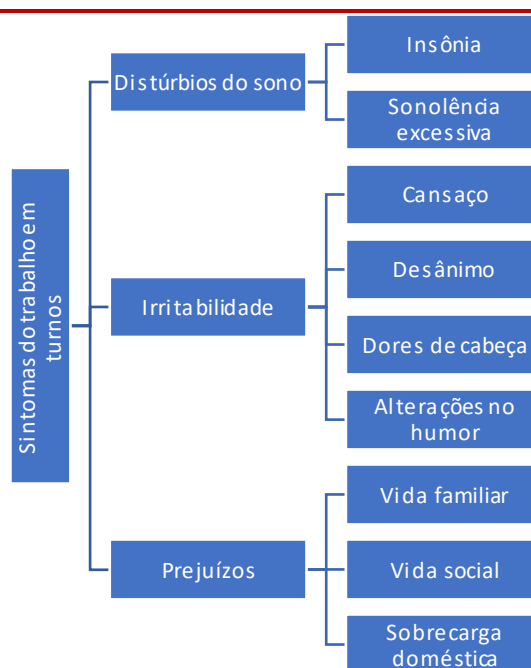 Sintomas do trabalho em
turnos
Distúrbios do sono
Insônia
Sonolência
excessiva
Irritabilidade
Cansaço
Desânimo
Dores de cabeça
Alterações no
humor
Prejuízos
Vida familiar
Vida social
Sobrecarga
doméstica